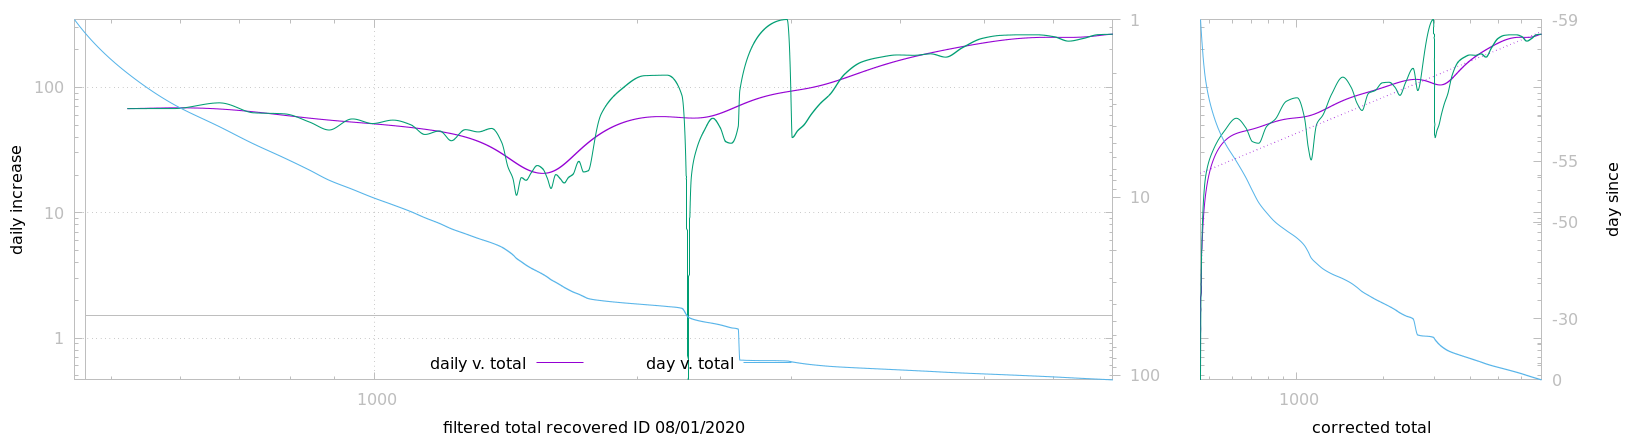 daily increase
100
10
1
1000
daily v. total
day v. total
filtered total recovered ID 08/01/2020
1
10
100
1000
corrected total
-59
-55
-50
-30
0
day since